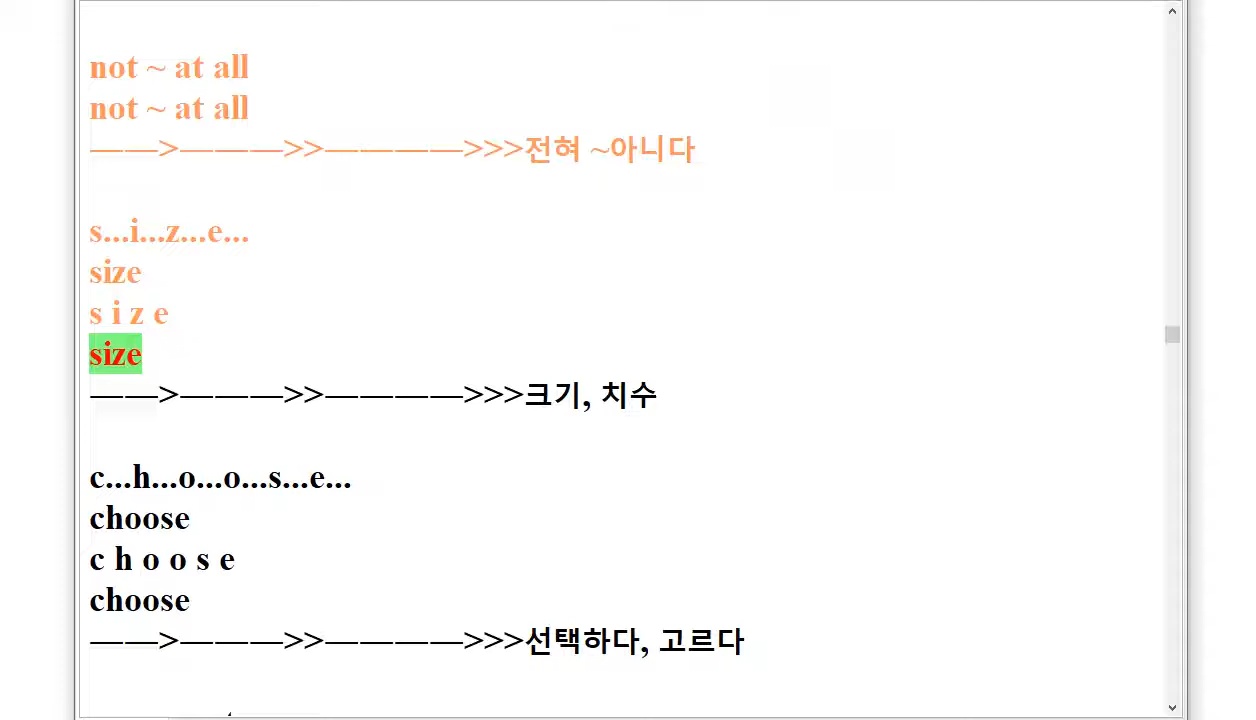 not ~ at all
not ~ at all
——>———>>————>>>전혀 ~아니다
s...i...z...e...
size
s i z e
size
——>———>>————>>>크기, 치수
c...h...o...o...s...e...
choose
c h o o s e
choose
——>———>>————>>>선택하다, 고르다